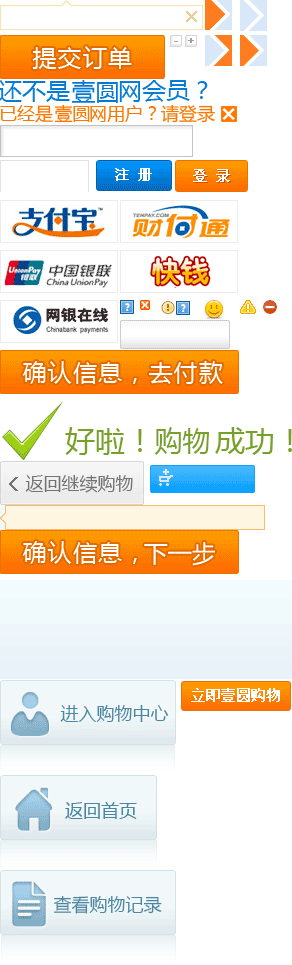 提交订单
还不是壹圆网会员？
已经是壹圆网用户？请登录
注 册
登 录
支付宝™
TENPAY.COM
财付通
UnionPay
银联
中国银联
China UnionPay
快钱
网银在线
Chinabank payments
确认信息，去付款
好啦！购物成功！
返回继续购物
确认信息，下一步
进入购物中心
立即壹圆购物
返回首页
查看购物记录